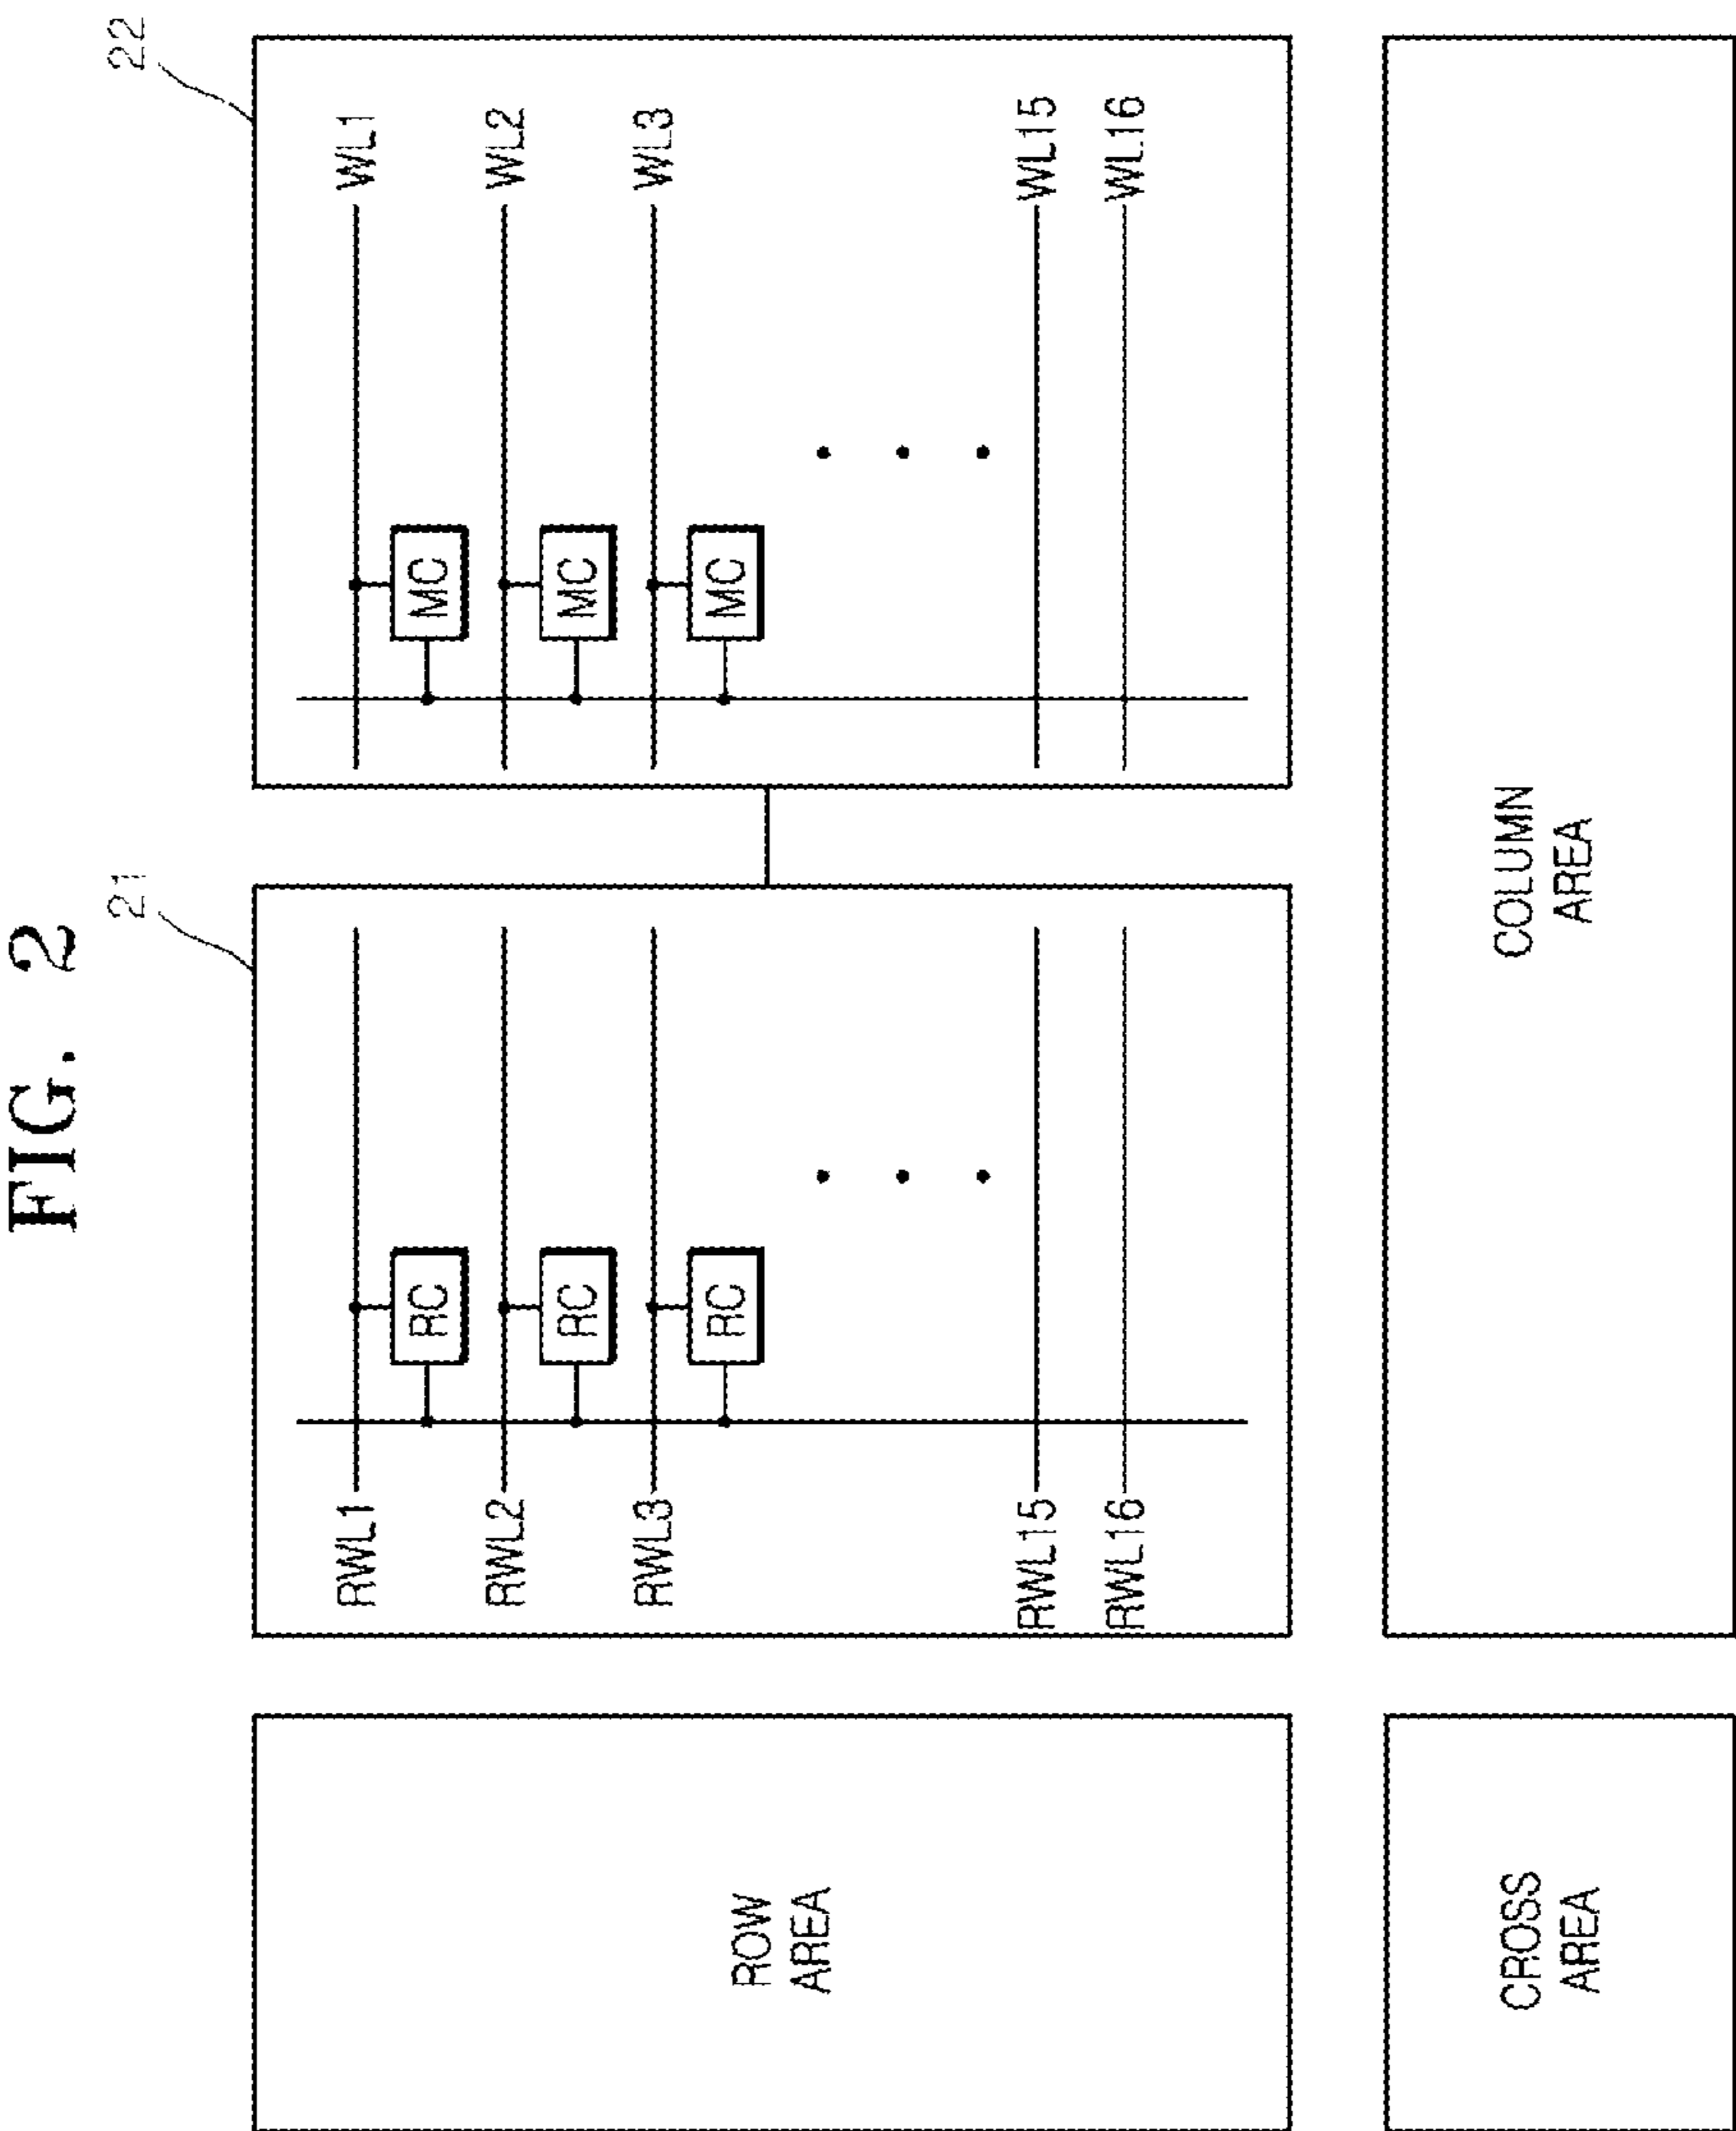 FIG. 2
21
22
RWL1
RWL2
RWL3
RWL15
RWL16
RC
RC
RC
WL1
WL2
WL3
WL15
WL16
MC
MC
MC
ROW
AREA
CROSS
AREA
COLUMN
AREA